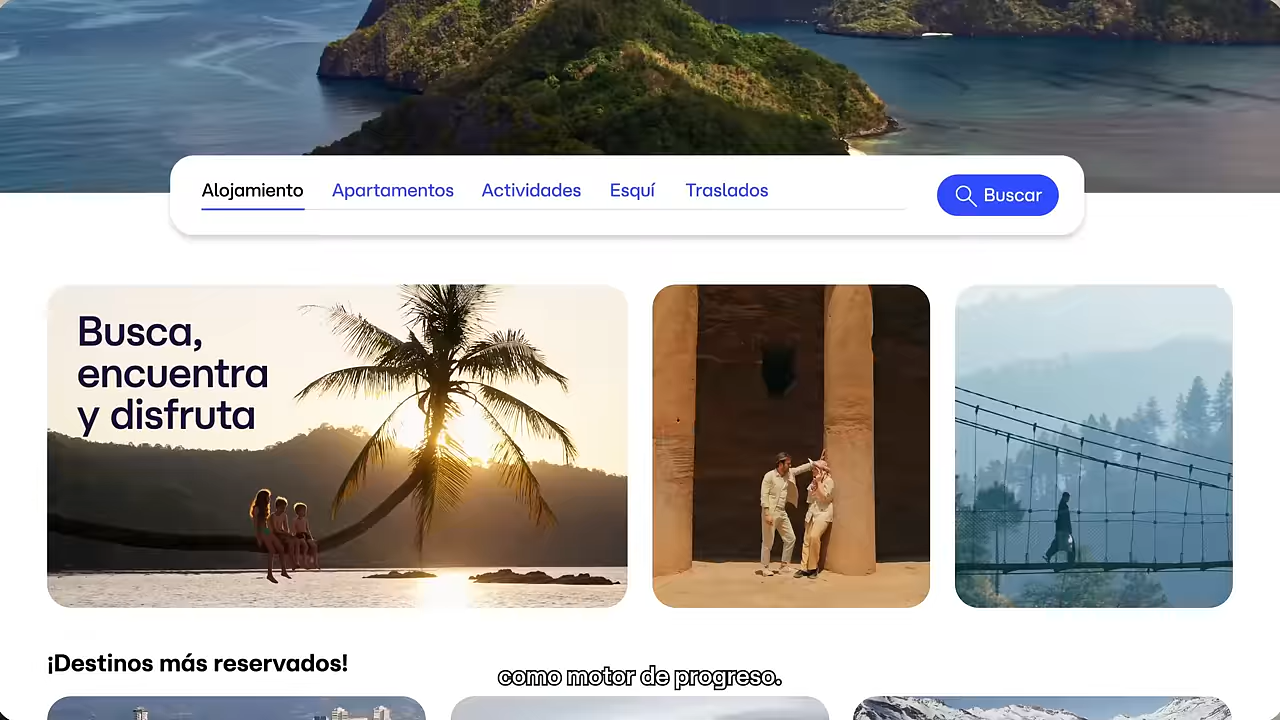 Alojamiento
Apartamentos
Actividades
Esquí
Traslados
Buscar
Busca,
encuentra
y disfruta
¡Destinos más reservados!
como motor de progreso.